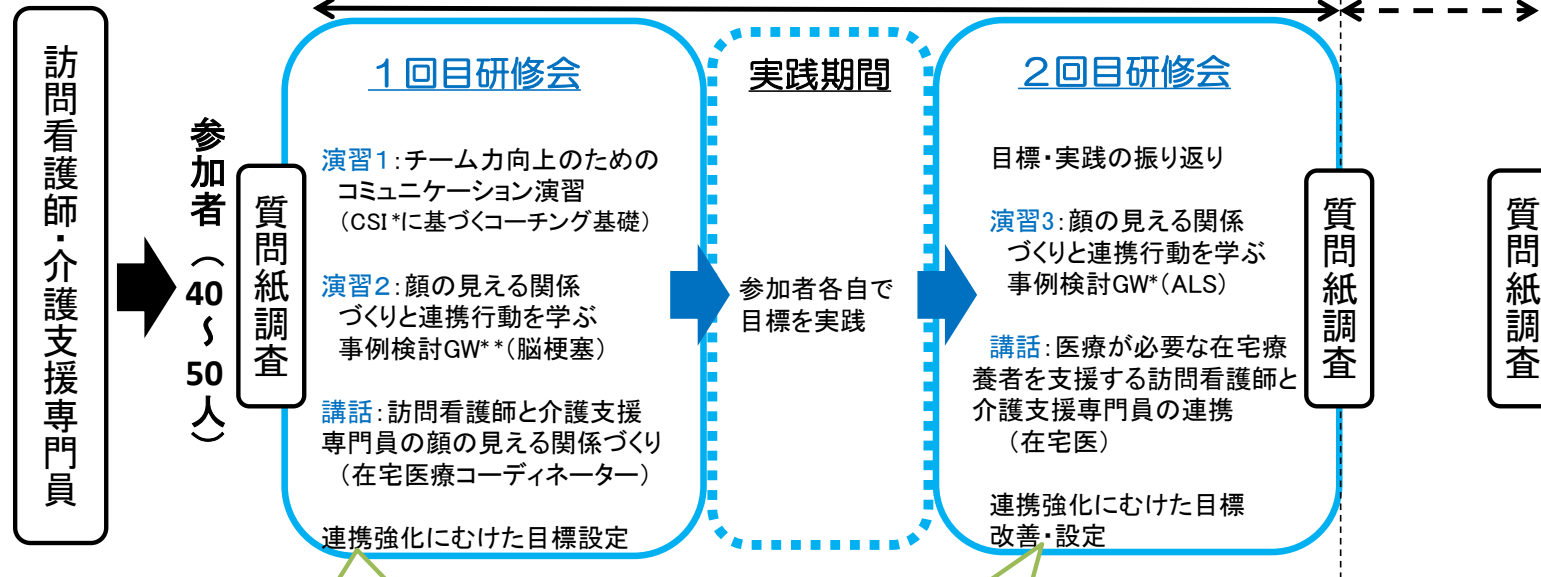 訪問看護師・介護支援専門員
参加者（40～50人）
質問紙調査
１回目研修会
演習1：チーム力向上のための
コミュニケーション演習
（CSI*に基づくコーチング基礎）
演習2：顔の見える関係
づくりと連携行動を学ぶ
事例検討GW**（脳梗塞）
講話：訪問看護師と介護支援
専門員の顔の見える関係づくり
（在宅医療コーディネーター）
連携強化にむけた目標設定
実践期間
参加者各自で
目標を実践
２回目研修会
目標・実践の振り返り
演習3：顔の見える関係
づくりと連携行動を学ぶ
事例検討GW*（ALS）
講話：医療が必要な在宅療
養者を支援する訪問看護師と
介護支援専門員の連携
（在宅医）
連携強化にむけた目標
改善・設定
質問紙調査
質問紙調査